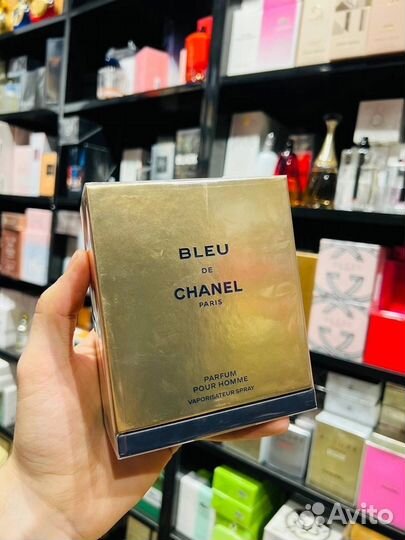 BLEU
DE
CHANEL
PARIS
PARFUM
POUR HOMME
VAPORISATEUR SPRAY
Avito